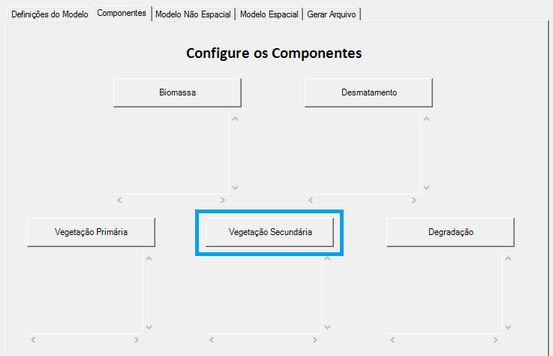 Definições do Modelo Componentes Modelo Não Espacial Modelo Espacial Gerar Arquivo
Configure os Componentes
Biomassa Desmatamento
Vegetação Primária Vegetação Secundária Degradação